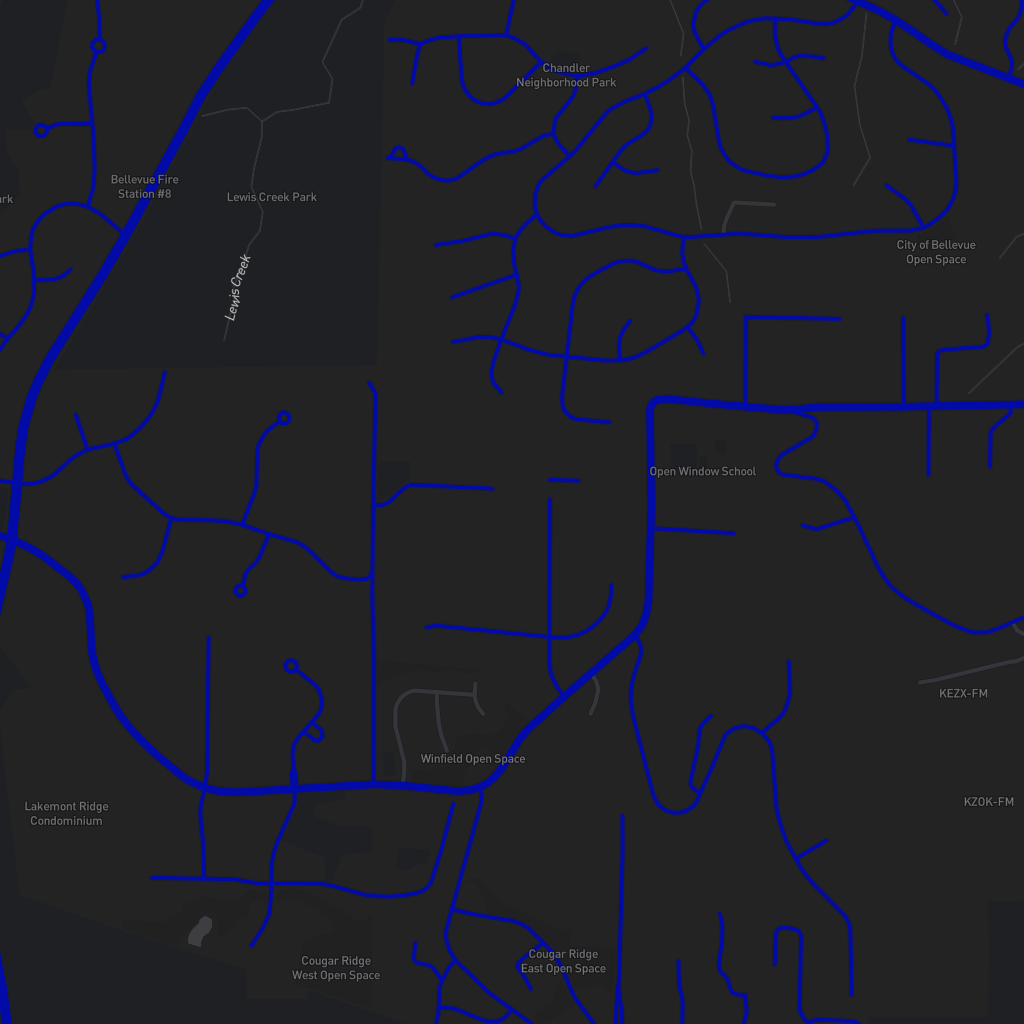 Chandler
Neighborhood Park
Bellevue Fire
Station #8
ark
Lewis Creek Park
City of Bellevue
Open Space
Lewis Creek
Open Window School
KEZX-FM
Winfield Open Space
Lakemont Ridge
Condominium
KZOK-FM
Cougar Ridge
West Open Space
Cougar Ridge
East Open Space